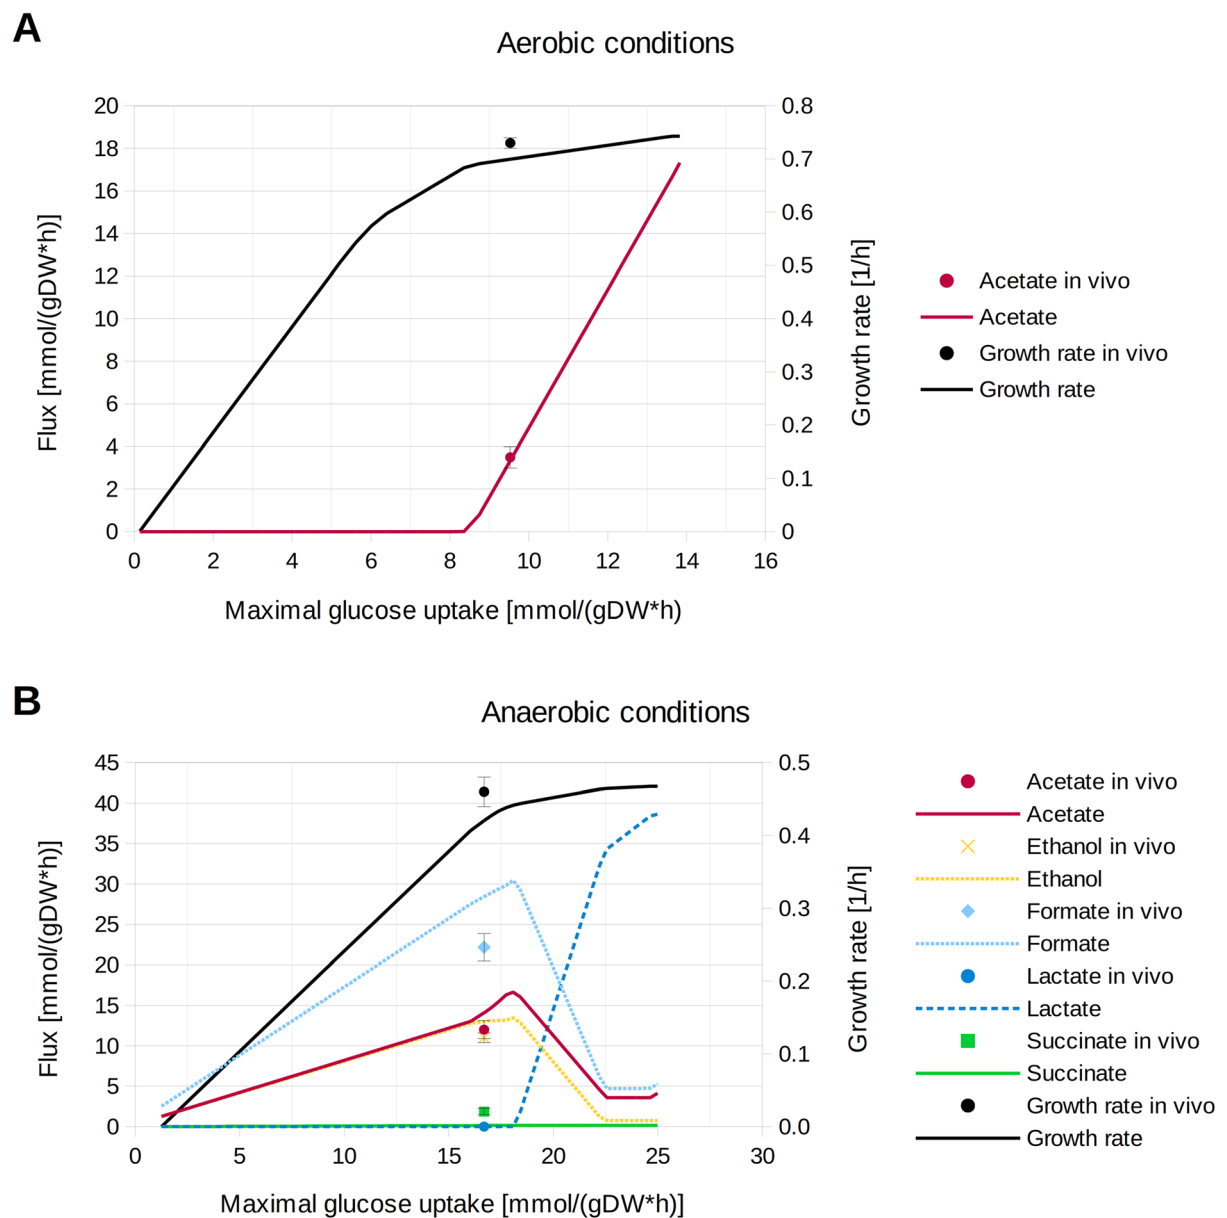 A
Aerobic conditions
20
18
16
14
12
10
8
6
4
2
0
Flux [mmol/(gDW*h)]
0.8
0.7
0.6
0.5
0.4
0.3
0.2
0.1
0
Growth rate [1/h]
0 2 4 6 8 10 12 14 16
Maximal glucose uptake [mmol/(gDW*h)
Acetate in vivo
Acetate
Growth rate in vivo
Growth rate
B
Anaerobic conditions
45
40
35
30
25
20
15
10
5
0
Flux [mmol/(gDW*h)]
0.5
0.4
0.3
0.2
0.1
0.0
Growth rate [1/h]
0 5 10 15 20 25 30
Maximal glucose uptake [mmol/(gDW*h)]
Acetate in vivo
Acetate
Ethanol in vivo
Ethanol
Formate in vivo
Formate
Lactate in vivo
Lactate
Succinate in vivo
Succinate
Growth rate in vivo
Growth rate